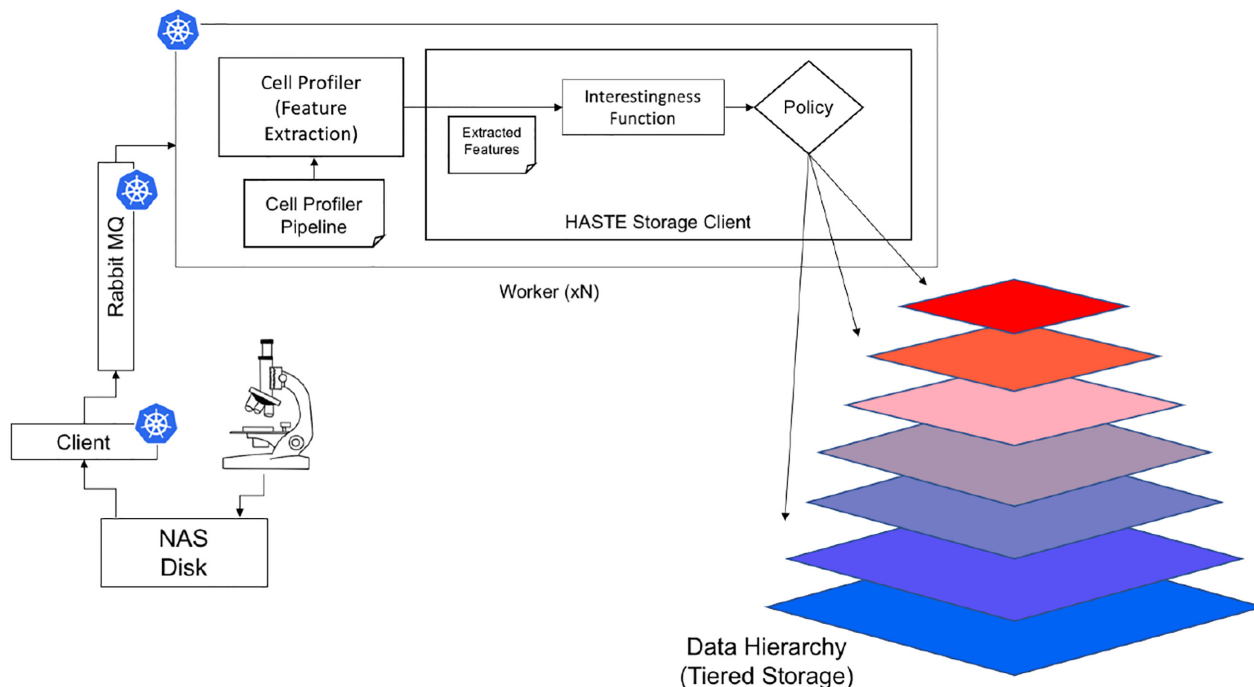 Cell Profiler
(Feature
Extraction)
Interestingness
Function
Policy
Extracted
Features
Cell Profiler
Pipeline
HASTE Storage Client
Rabbit MQ
Worker (xN)
Client
NAS
Disk
Data Hierarchy
(Tiered Storage)